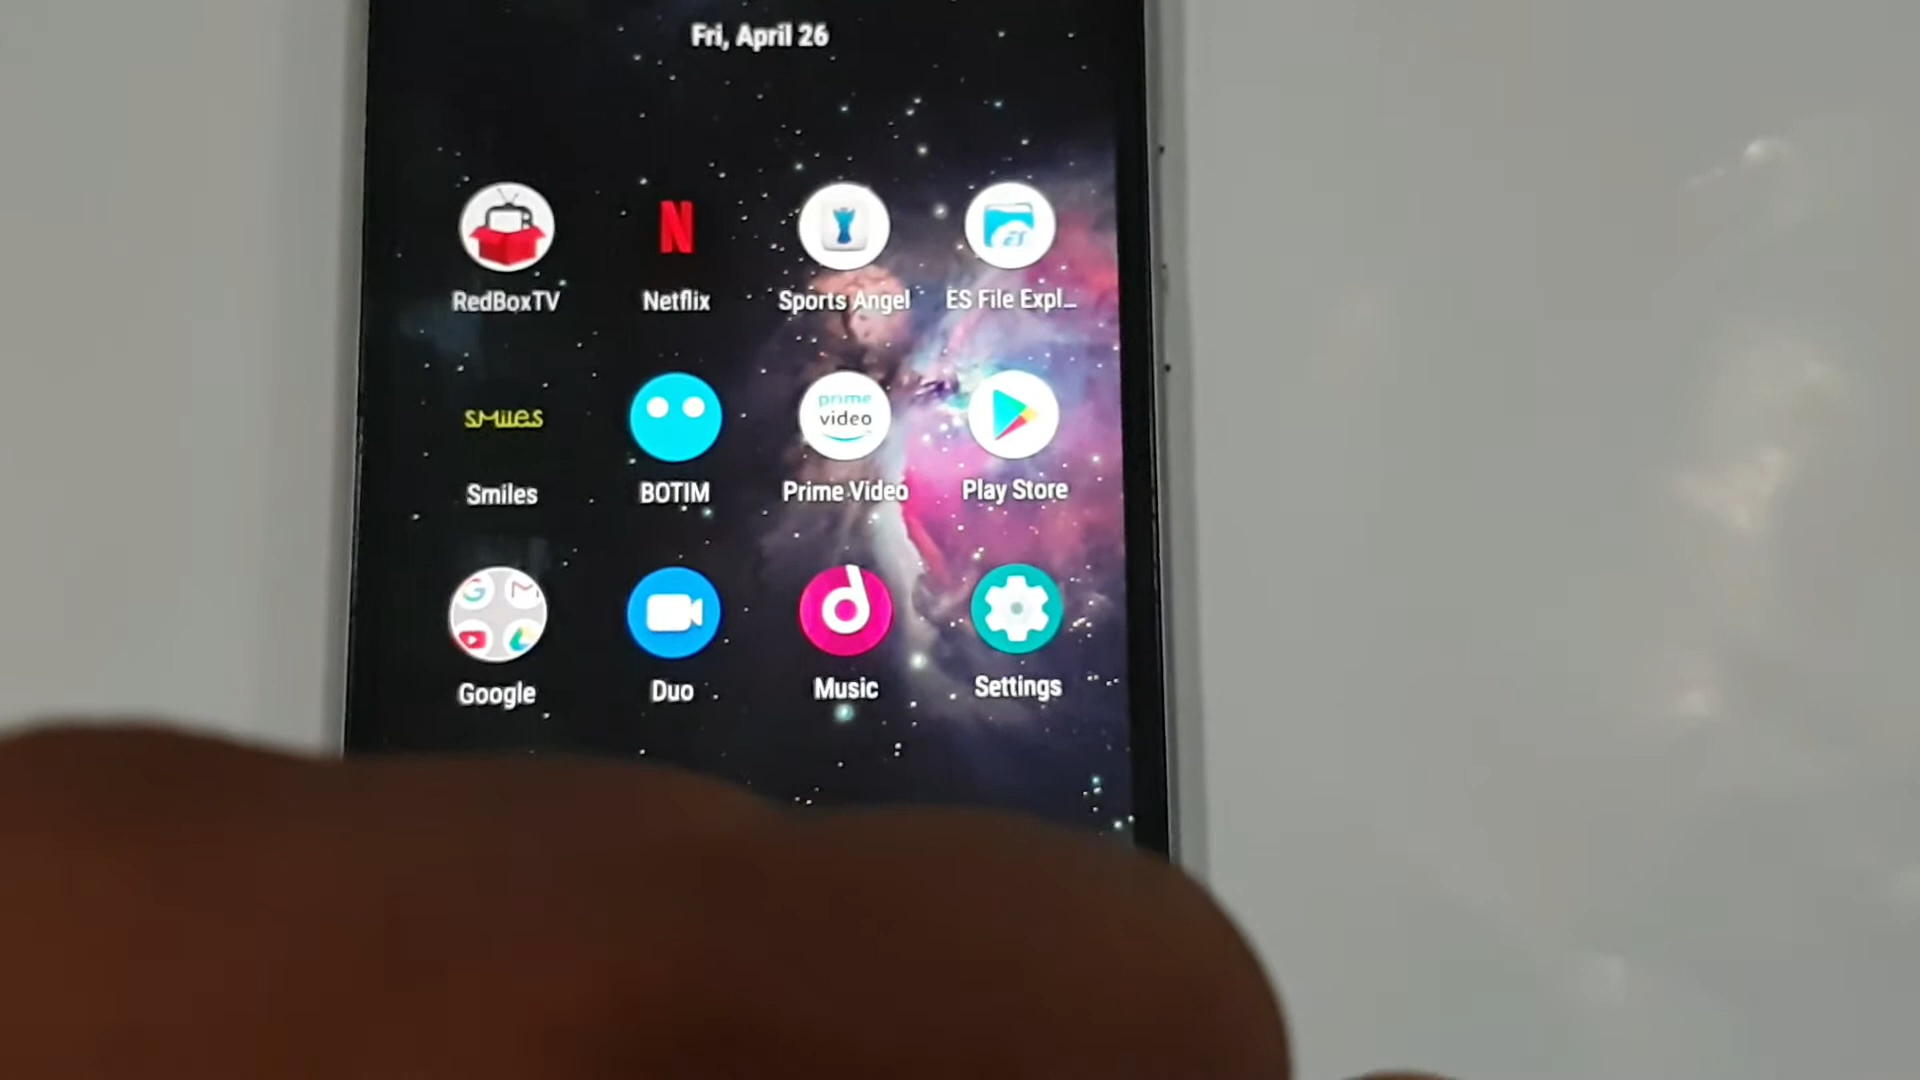 Fri, April 26
RedBoxTV
Netflix
Sports Angel
ES File Expl...
smiles
prime
video
Smiles
BOTIM
Prime Video
Play Store
Google
Duo
Music
Settings